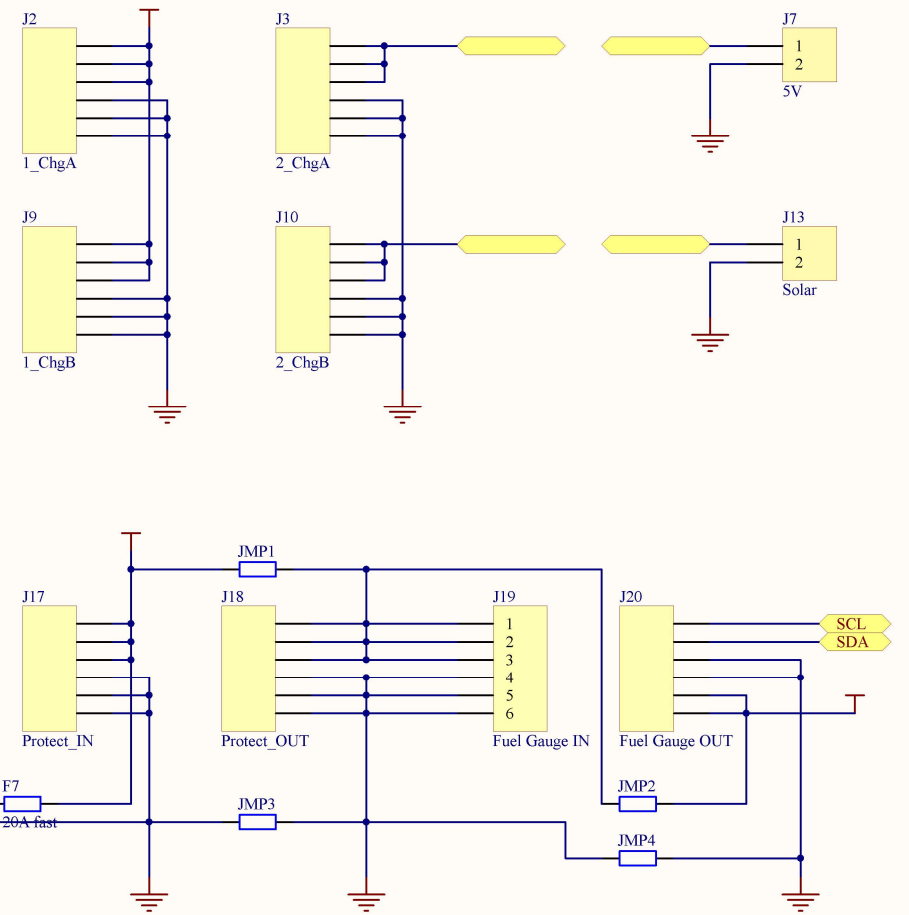 J2
J3
J7
1
2
5V
1_ChgA
2_ChgA
J9
J10
J13
1
2
Solar
1_ChgB
2_ChgB
JMP1
J17
J18
J19
J20
1
2
3
4
5
6
SCL
SDA
Protect_IN
Protect_OUT
Fuel Gauge IN
Fuel Gauge OUT
F7
20A fast
JMP3
JMP2
JMP4